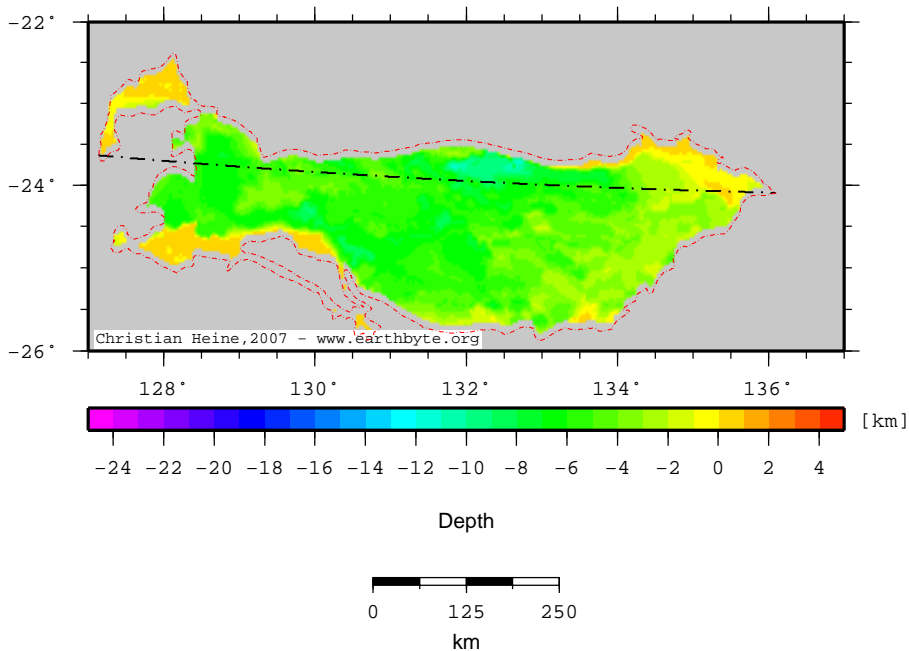 −22°
−24°
−26°
Christian Heine,2007 − www.earthbyte.org
128° 130° 132° 134° 136°
[km]
−24 −22 −20 −18 −16 −14 −12 −10 −8 −6 −4 −2 0 2 4
Depth
0 125 250
km